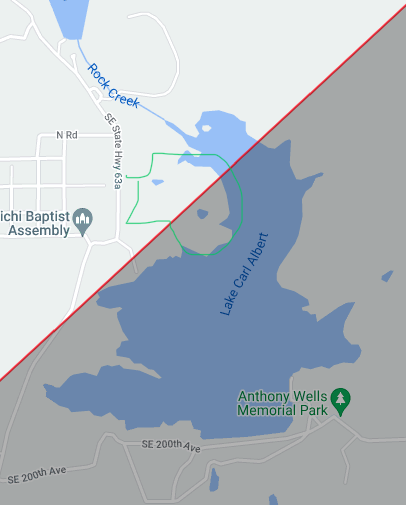 Rock Creek
SE State Hwy 63a
N Rd
ichi Baptist
Assembly
Lake Carl Albert
Anthony Wells
Memorial Park
SE 200th Ave
SE 200th Ave